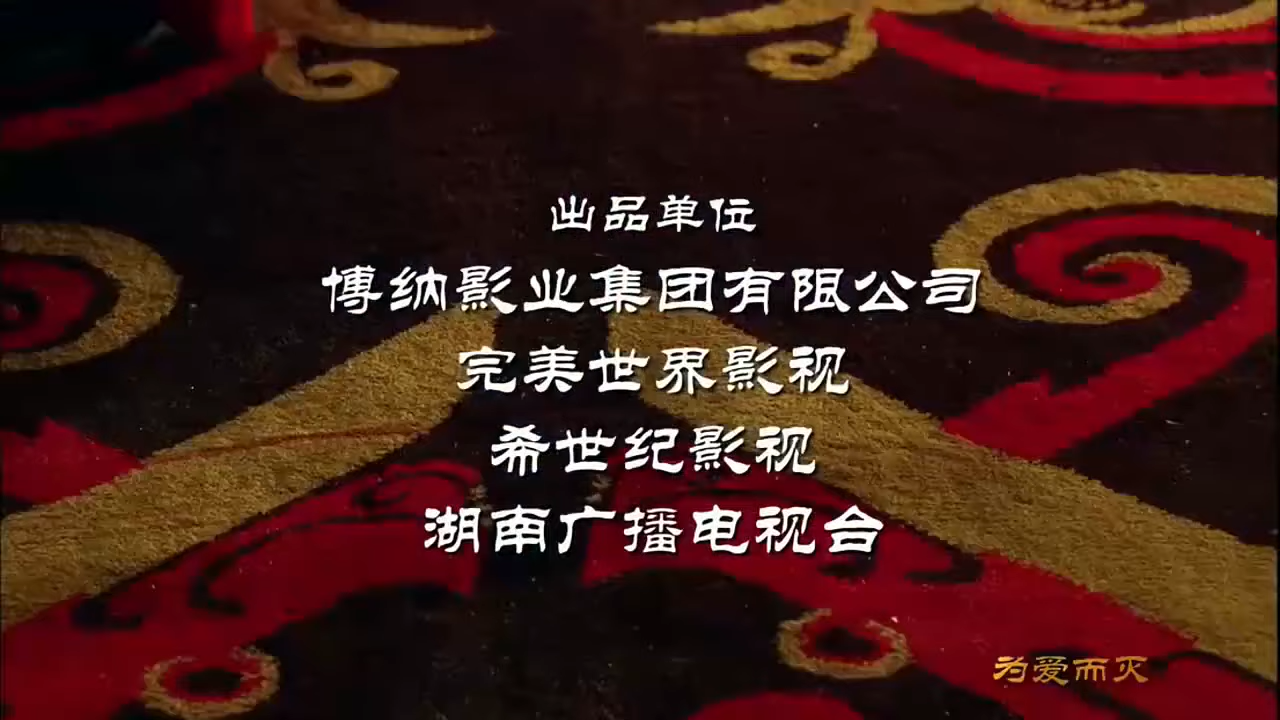 出品单位
博纳影业集团有限公司
完美世界影视
希世纪影视
湖南广播电视台
为爱而灭